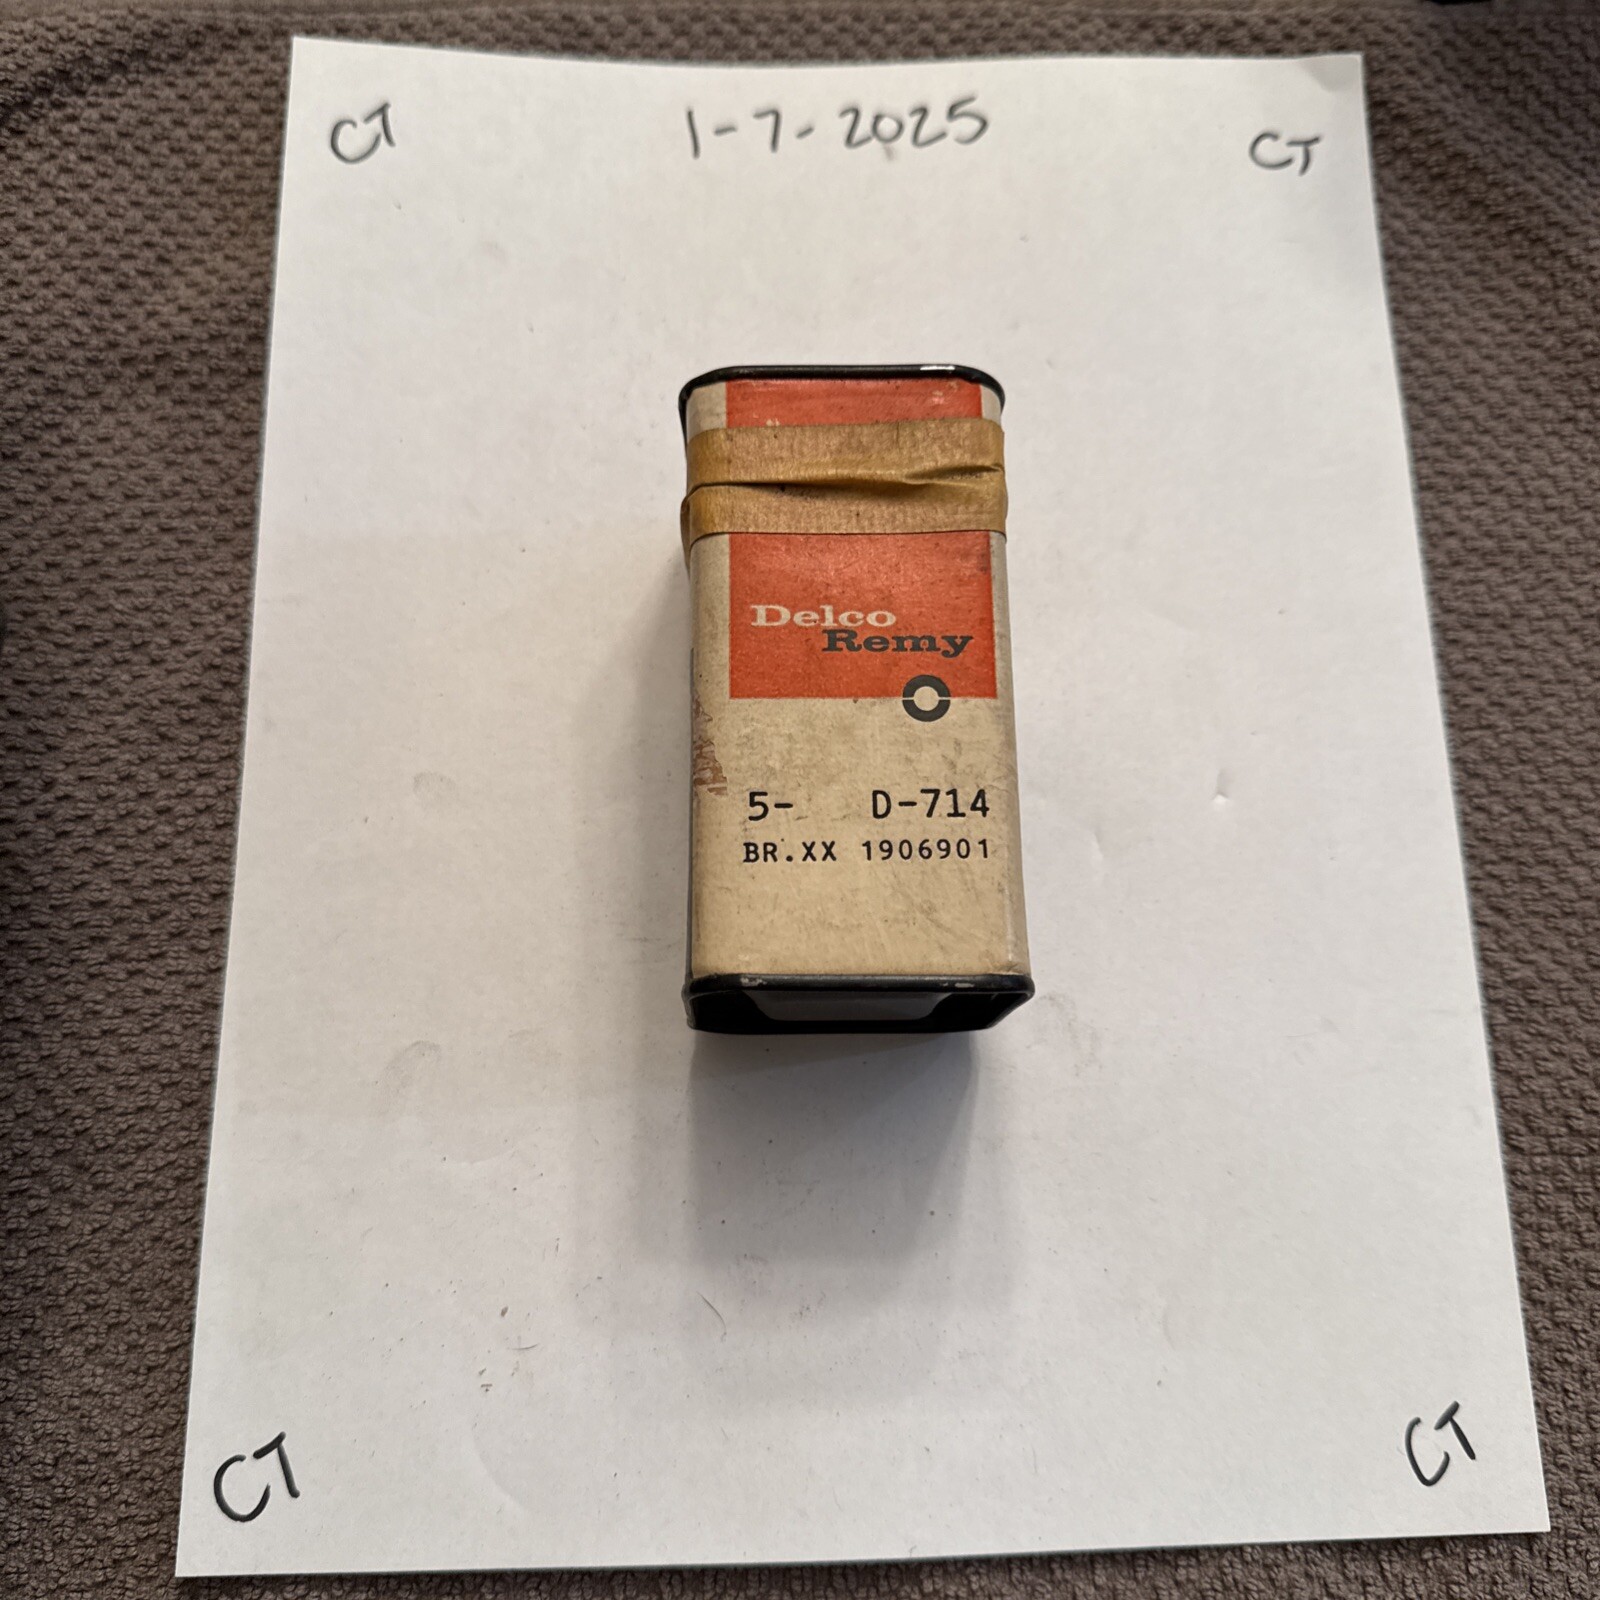 CT 1-7-2025 CT
Delco
Remy
5- D-714
BR.XX 1906901
CT CT